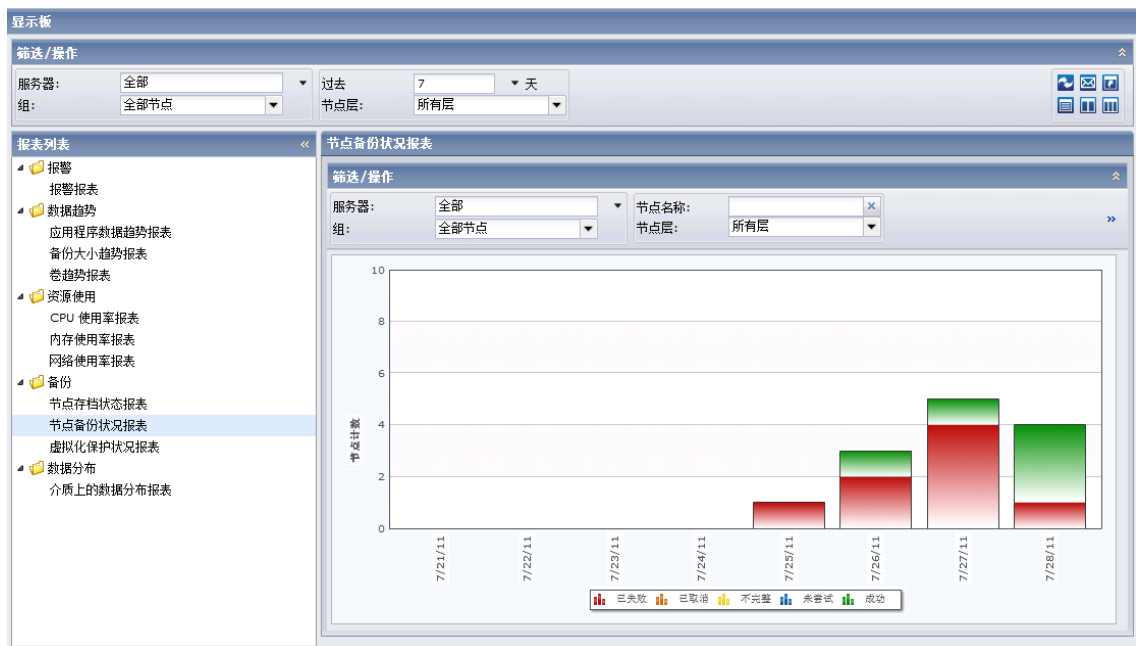 显示板
筛选/操作
服务器: 全部 过去 7 天
组: 全部节点 节点层: 所有层
报表列表
报警
报警报表
数据趋势
应用程序数据趋势报表
备份大小趋势报表
卷趋势报表
资源使用
CPU 使用率报表
内存使用率报表
网络使用率报表
备份
节点存档状态报表
节点备份状况报表
虚拟化保护状况报表
数据分布
介质上的数据分布报表
节点备份状况报表
筛选/操作
服务器: 全部 节点名称:
组: 全部节点 节点层: 所有层
10
8
6
4
2
0
节点计数
7/21/11
7/22/11
7/23/11
7/24/11
7/25/11
7/26/11
7/27/11
7/28/11
已失败 已取消 不完整 未尝试 成功